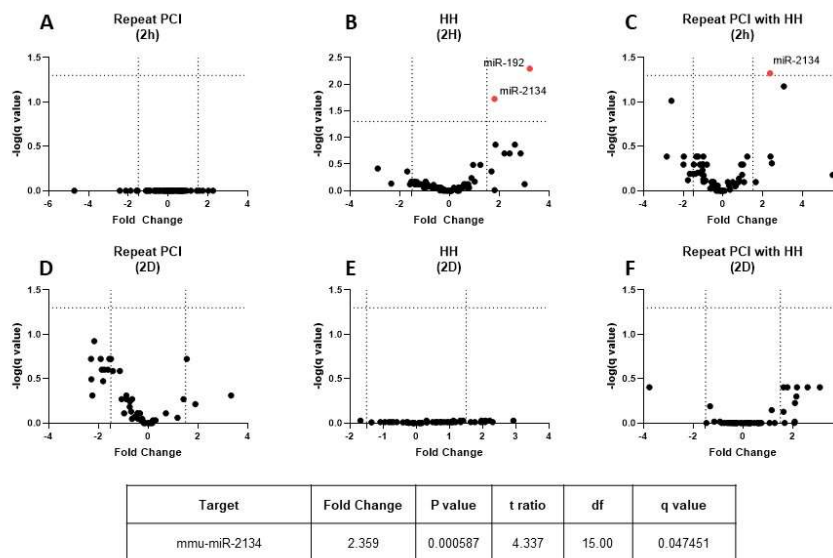 A Repeat PCI
(2h)
1.5
1.0
0.5
0.0
-log(q value)
-6 -4 -2 0 2 4
Fold Change
B HH
(2H)
2.5
2.0
1.5
1.0
0.5
0.0
-log(q value)
miR-192
miR-2134
-4 -2 0 2 4
Fold Change
C Repeat PCI with HH
(2h)
1.5
1.0
0.5
0.0
-log(q value)
miR-2134
-4 -2 0 2 4
Fold Change
D Repeat PCI
(2D)
1.5
1.0
0.5
0.0
-log(q value)
-4 -2 0 2 4
Fold Change
E HH
(2D)
1.5
1.0
0.5
0.0
-log(q value)
-2 -1 0 1 2 3 4
Fold Change
F Repeat PCI with HH
(2D)
1.5
1.0
0.5
0.0
-log(q value)
-4 -2 0 2
Fold Change
Target Fold Change P value t ratio df q value
mmu-miR-2134 2.359 0.000587 4.337 15.00 0.047451